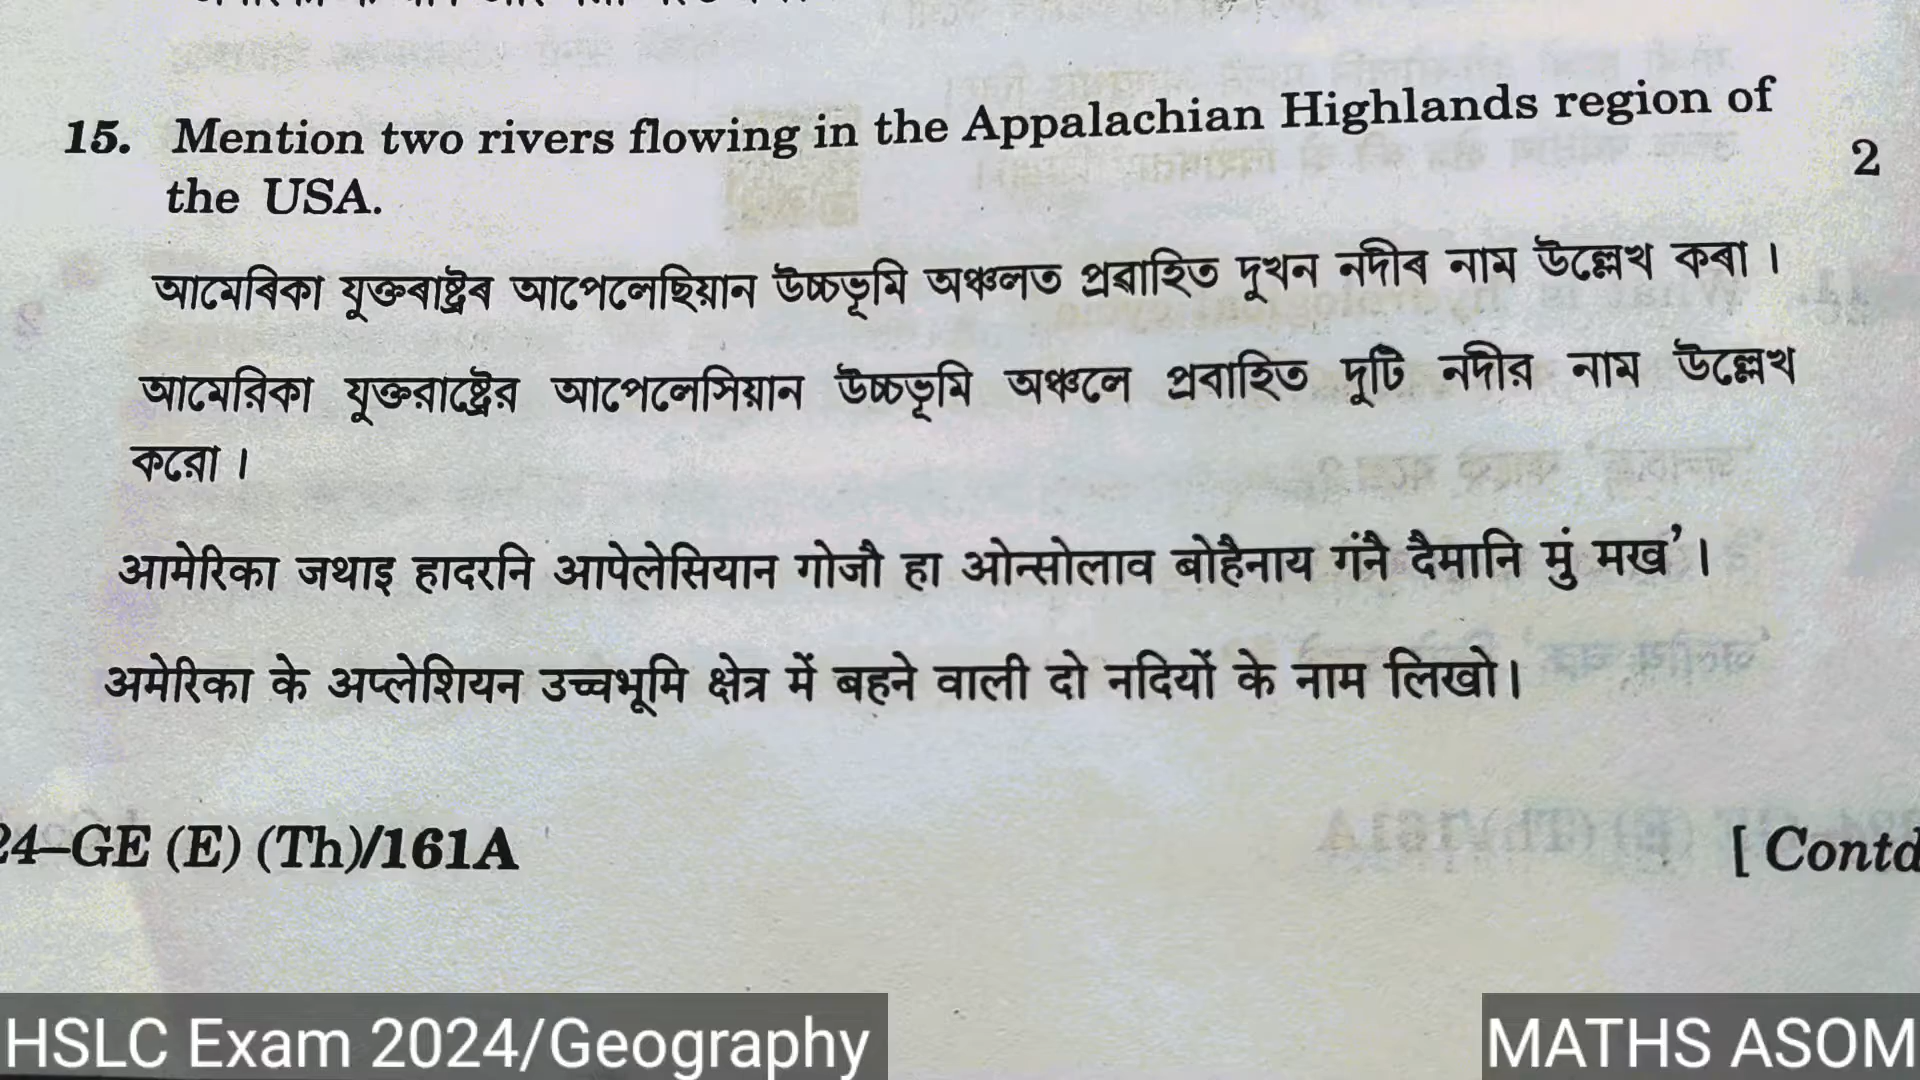 15. Mention two rivers flowing in the Appalachian Highlands region of
the USA.
2
আমেৰিকা যুক্তৰাষ্ট্ৰৰ আপেলেছিয়ান উচ্চভূমি অঞ্চলত প্ৰৱাহিত দুখন নদীৰ নাম উল্লেখ কৰা ।
আমেরিকা যুক্তরাষ্ট্রের আপেলেসিয়ান উচ্চভূমি অঞ্চলে প্রবাহিত দুটি নদীর নাম উল্লেখ
করো ।
आमेरिका जथाइ हादरनि आपेलेसियान गोजौ हा ओन्सोलाव बोहैनाय गंनै दैमानि मुं मख' ।
अमेरिका के अप्लेशियन उच्चभूमि क्षेत्र में बहने वाली दो नदियों के नाम लिखो ।
24–GE (E) (Th)/161A
[ Contd
HSLC Exam 2024/Geography
MATHS ASOM